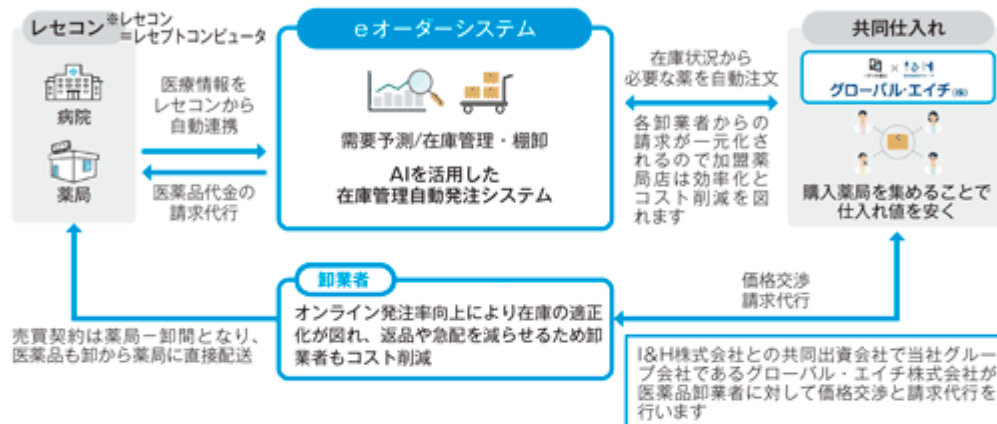 レセコン
※レセコン
=レセプトコンピュータ
病院
薬局
医療情報を
レセコンから
自動連携
医薬品代金の
請求代行
eオーダーシステム
需要予測/在庫管理・棚卸
AIを活用した
在庫管理自動発注システム
在庫状況から
必要な薬を自動注文
各卸業者からの
請求が一元化さ
れるので加盟薬
局店は効率化と
コスト削減を図
れます
共同仕入れ
×
グローバル・エイチ(株)
購入薬局を集めることで
仕入れ値を安く
売買契約は薬局ー卸間となり、
医薬品も卸から薬局に直接配送
卸業者
オンライン発注率向上により在庫の適正
化が図れ、返品や急配を減らせるため卸
業者もコスト削減
価格交渉
請求代行
I&H株式会社との共同出資会社で当社グルー
プ会社であるグローバル・エイチ株式会社が
医薬品卸業者に対して価格交渉と請求代行を
行います